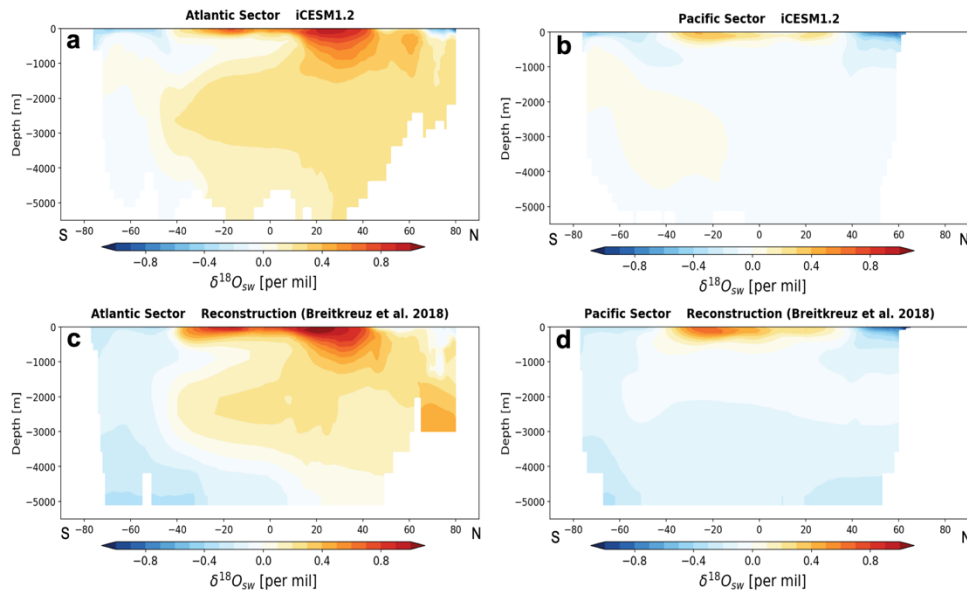 Atlantic Sector iCESM1.2
a
0
−1000
−2000
−3000
−4000
−5000
Depth [m]
S −80 −60 −40 −20 0 20 40 60 80 N
−0.8 −0.4 0.0 0.4 0.8
δ¹⁸Oₛw [per mil]
Pacific Sector iCESM1.2
b
0
−1000
−2000
−3000
−4000
−5000
Depth [m]
S −80 −60 −40 −20 0 20 40 60 80 N
−0.8 −0.4 0.0 0.4 0.8
δ¹⁸Oₛw [per mil]
Atlantic Sector Reconstruction (Breitkreuz et al. 2018)
c
0
−1000
−2000
−3000
−4000
−5000
Depth [m]
S −80 −60 −40 −20 0 20 40 60 80 N
−0.8 −0.4 0.0 0.4 0.8
δ¹⁸Oₛw [per mil]
Pacific Sector Reconstruction (Breitkreuz et al. 2018)
d
0
−1000
−2000
−3000
−4000
−5000
Depth [m]
S −80 −60 −40 −20 0 20 40 60 80 N
−0.8 −0.4 0.0 0.4 0.8
δ¹⁸Oₛw [per mil]